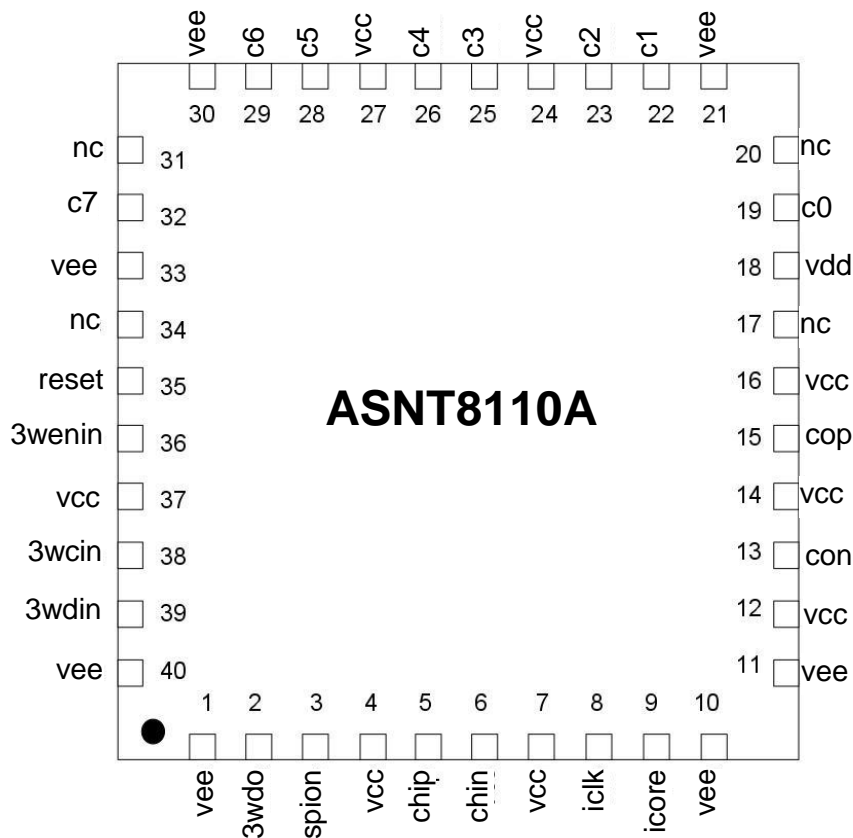 vee c6 c5 vcc c4 c3 vcc c2 c1 vee
30 29 28 27 26 25 24 23 22 21
nc 31 20 nc
c7 32 19 c0
vee 33 18 vdd
nc 34 17 nc
reset 35 16 vcc
ASNT8110A
3wenin 36 15 cop
vcc 37 14 vcc
3wcin 38 13 con
3wdin 39 12 vcc
vee 40 11 vee
1 2 3 4 5 6 7 8 9 10
vee 3wdo spion vcc chip chin vcc iclk icore vee